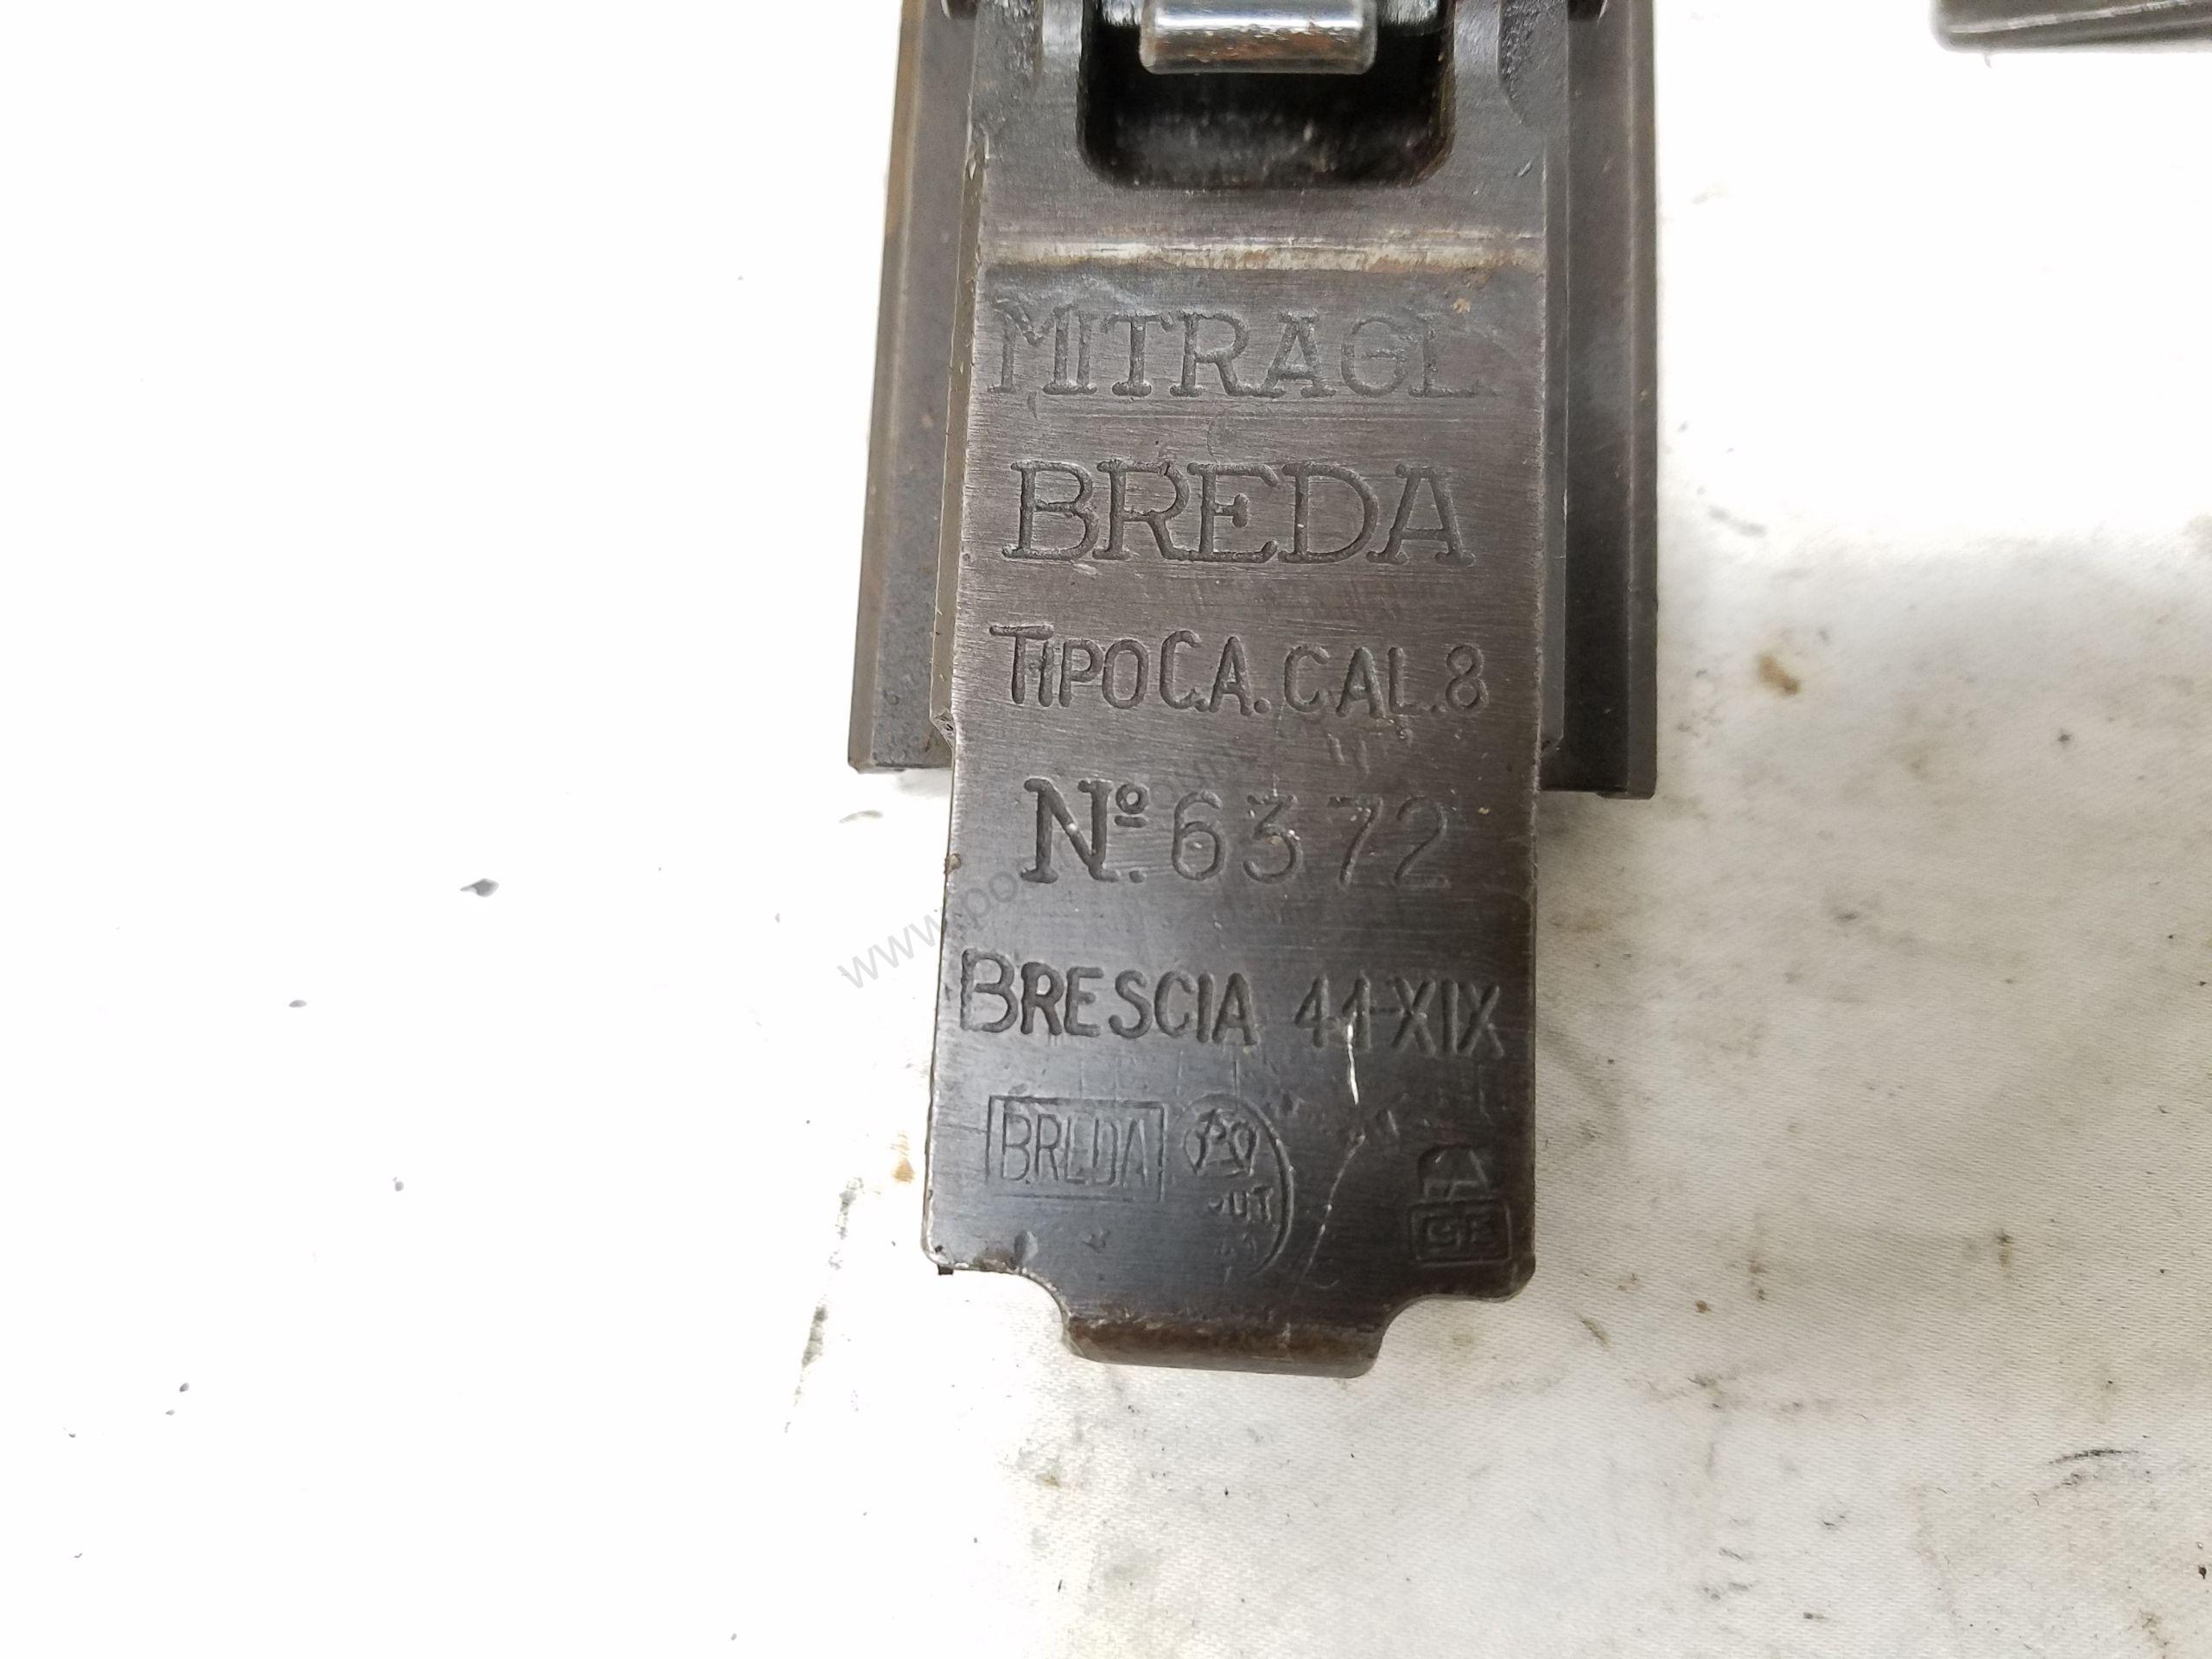 MITRAGL.
BREDA
TIPO C.A. CAL.8
Nº. 6372
BRESCIA 41-XIX
BREDA